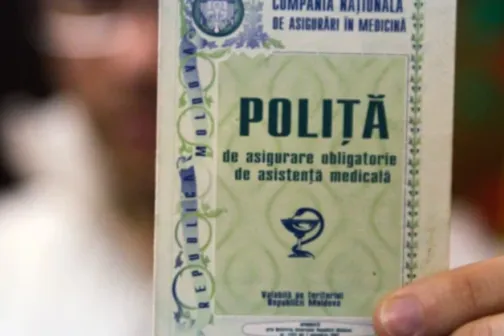 COMPANIA NAȚIONALĂ
DE ASIGURĂRI ÎN MEDICINĂ
REPUBLICA MOLDOVA
POLIȚĂ
de asigurare obligatorie
de asistență medicală
Valabilă pe teritoriul
Republicii Moldova